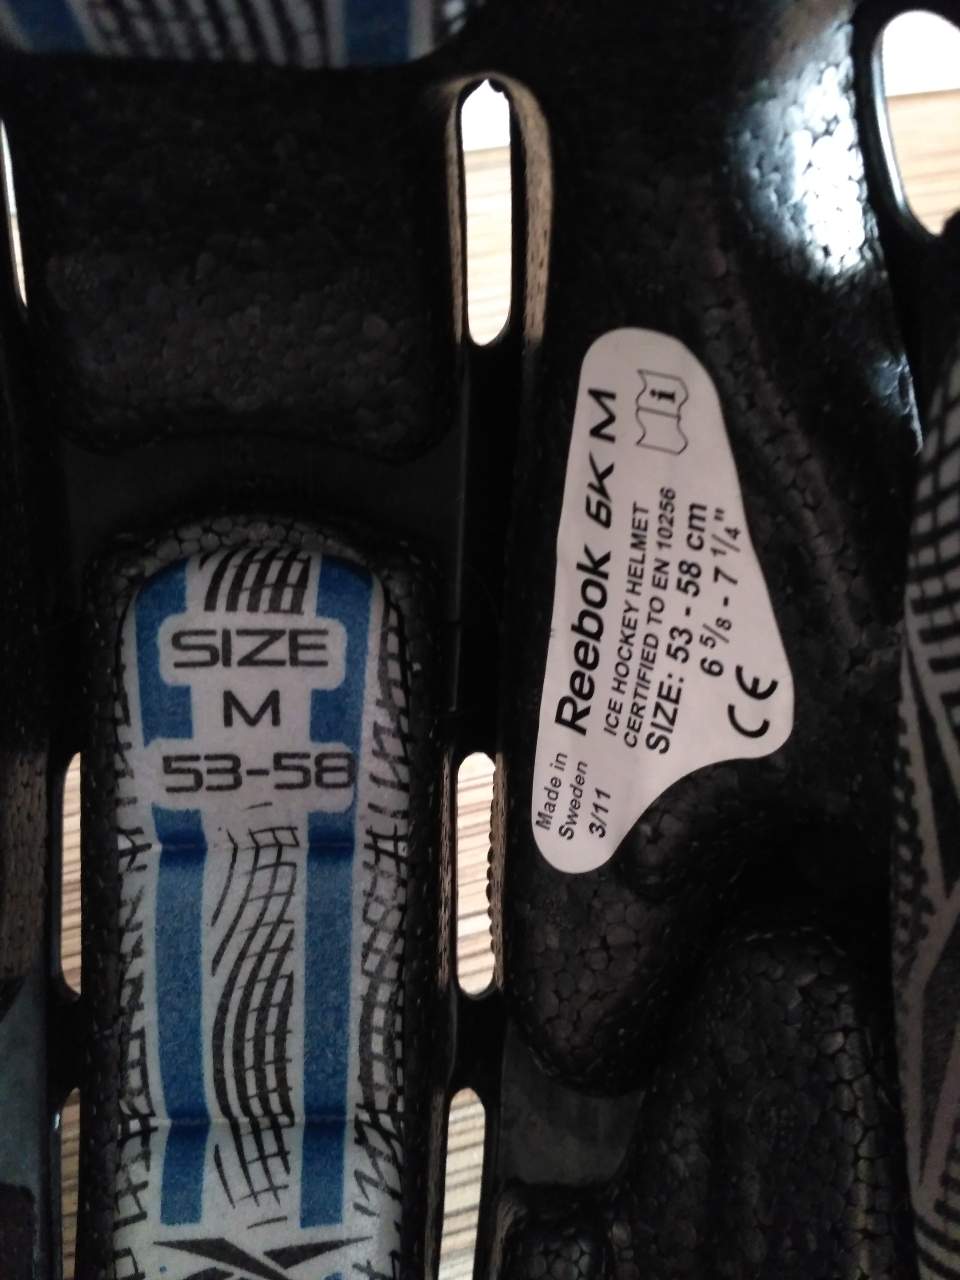 SIZE
M
53-58
Reebok 6K M
i
ICE HOCKEY HELMET
CERTIFIED TO EN 10256
SIZE: 53 - 58 cm
6 5/8 - 7 1/4"
CE
Made in
Sweden
3/11